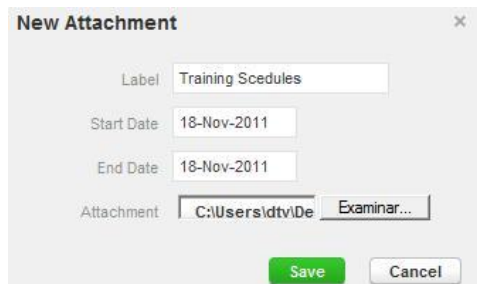 New Attachment ×
Label Training Scedules
Start Date 18-Nov-2011
End Date 18-Nov-2011
Attachment C:\Users\dtv\De Examinar...
Save Cancel